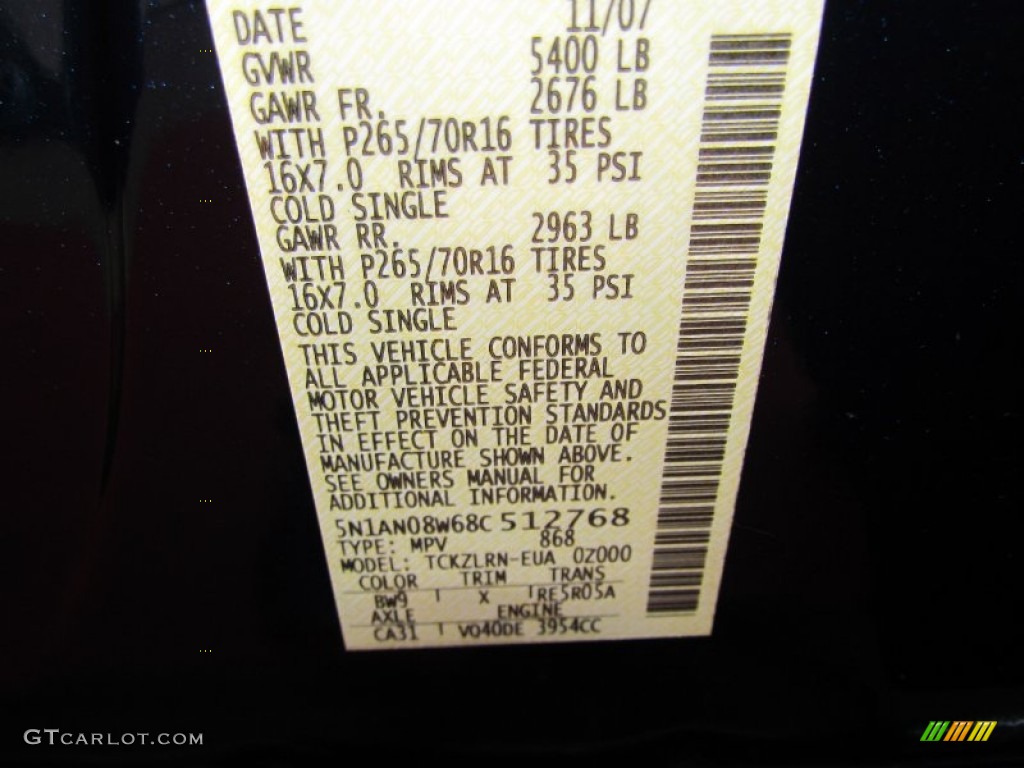 DATE 11/07
GVWR 5400 LB
GAWR FR. 2676 LB
WITH P265/70R16 TIRES
16X7.0 RIMS AT 35 PSI
COLD SINGLE
GAWR RR. 2963 LB
WITH P265/70R16 TIRES
16X7.0 RIMS AT 35 PSI
COLD SINGLE
THIS VEHICLE CONFORMS TO
ALL APPLICABLE FEDERAL
MOTOR VEHICLE SAFETY AND
THEFT PREVENTION STANDARDS
IN EFFECT ON THE DATE OF
MANUFACTURE SHOWN ABOVE.
SEE OWNERS MANUAL FOR
ADDITIONAL INFORMATION.
5N1AN08W68C 512768
TYPE: MPV 868
MODEL: TCKZLRN-EUA 0Z000
COLOR TRIM TRANS
BW9 X RE5R05A
AXLE ENGINE
CA31 VQ40DE 3954CC
GTCARLOT.COM